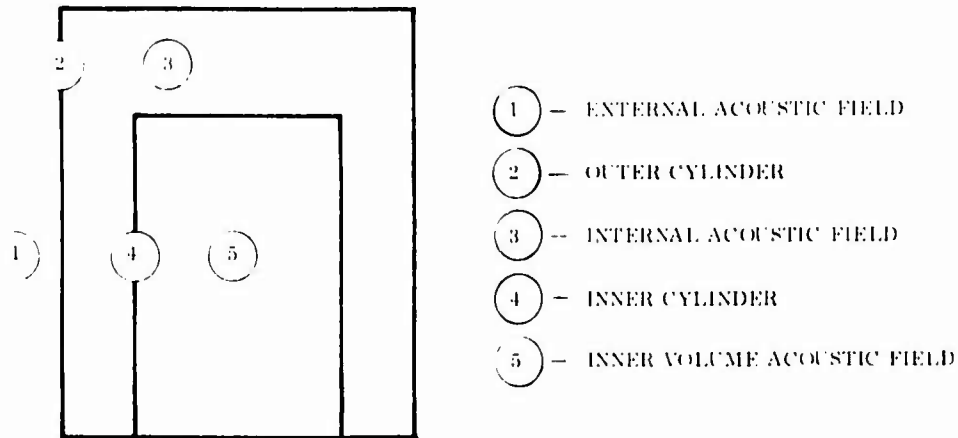 2 3
1 4 5
1 — EXTERNAL ACOUSTIC FIELD
2 — OUTER CYLINDER
3 -- INTERNAL ACOUSTIC FIELD
4 — INNER CYLINDER
5 — INNER VOLUME ACOUSTIC FIELD